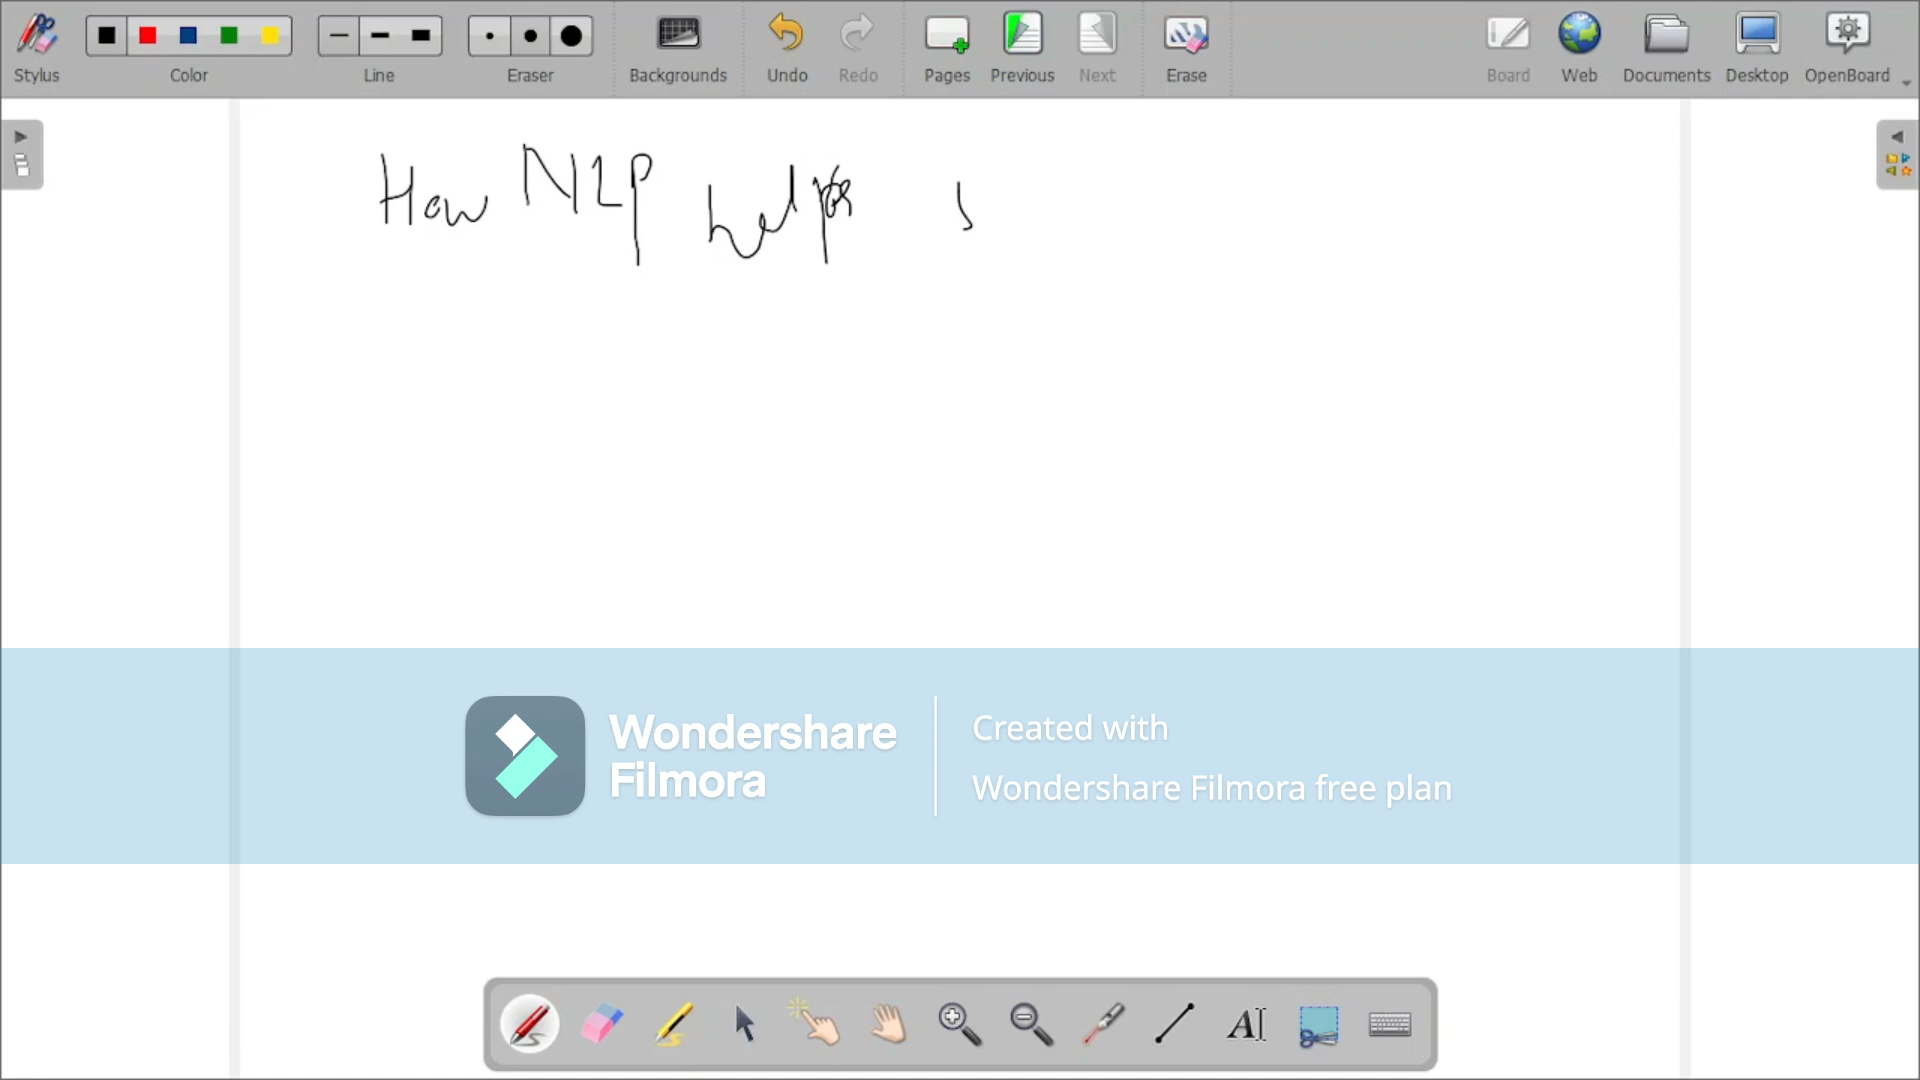 Stylus Color Line Eraser Backgrounds Undo Redo Pages Previous Next Erase Board Web Documents Desktop OpenBoard
How NLP helps
Wondershare
Filmora
Created with
Wondershare Filmora free plan